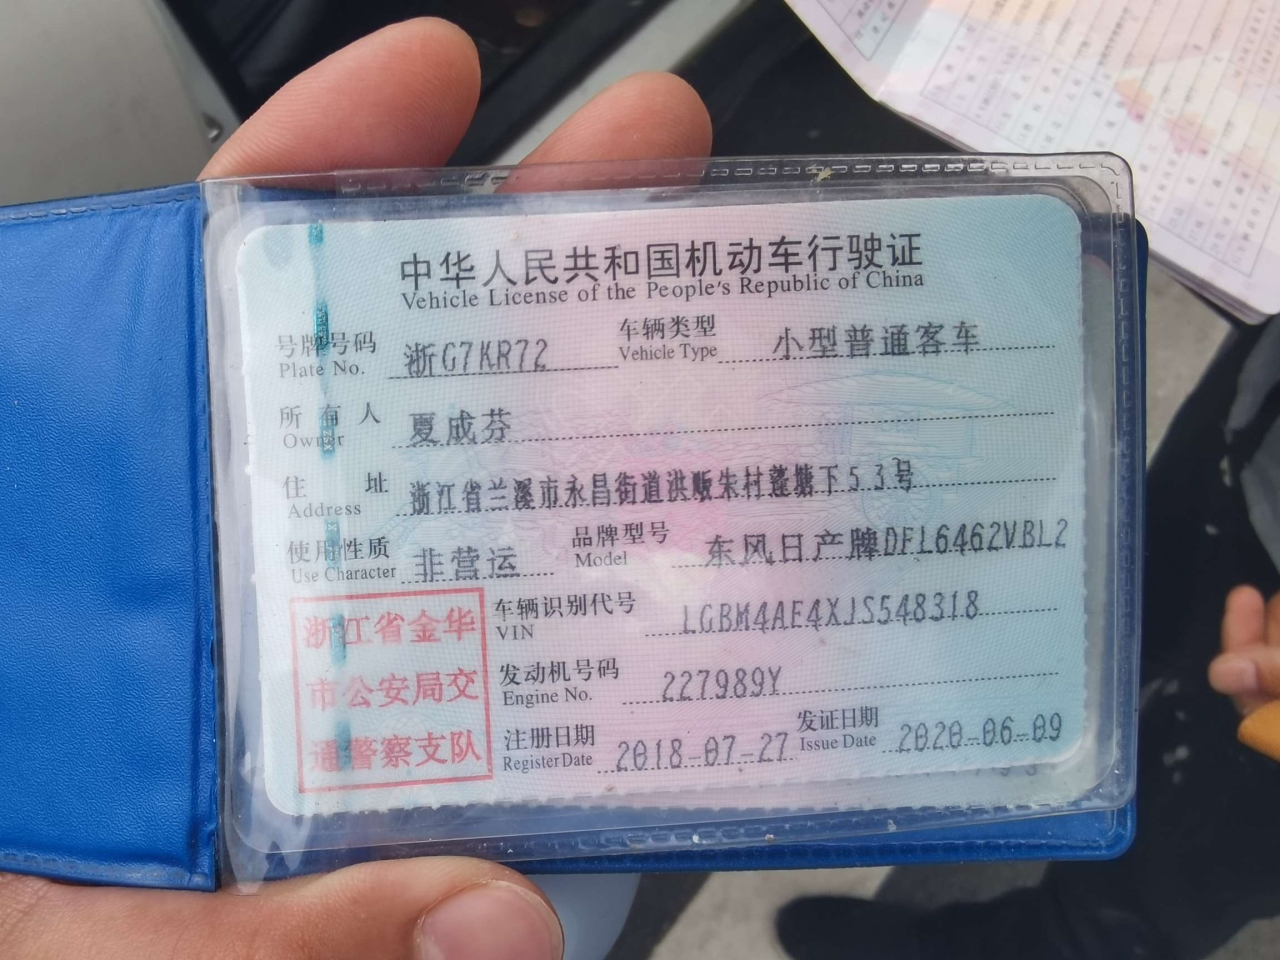 中华人民共和国机动车行驶证
Vehicle License of the People's Republic of China
号牌号码 浙G7KR72 车辆类型 小型普通客车
Plate No. Vehicle Type
所有人 夏成芬
Owner
住址 浙江省兰溪市永昌街道洪畈朱村蓬塘下53号
Address
使用性质 非营运 品牌型号 东风日产牌DFL6462VBL2
Use Character Model
浙江省金华
市公安局交
通警察支队
车辆识别代号 LGBM4AE4XJS548318
VIN
发动机号码 227989Y
Engine No.
注册日期 2018-07-27 发证日期 2020-06-09
Register Date Issue Date